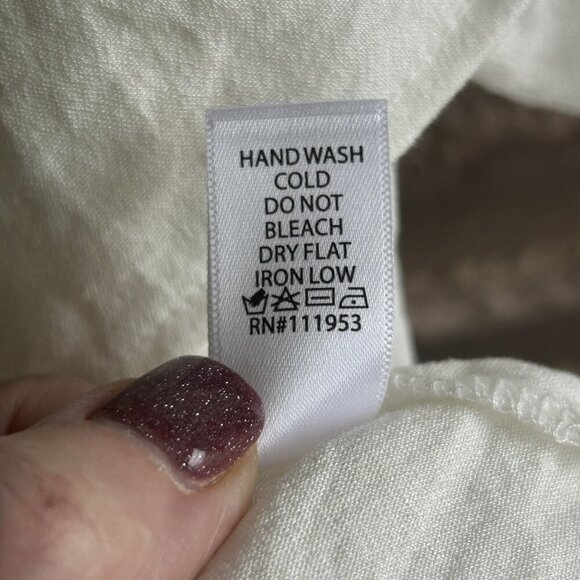 HAND WASH
COLD
DO NOT
BLEACH
DRY FLAT
IRON LOW
RN#111953